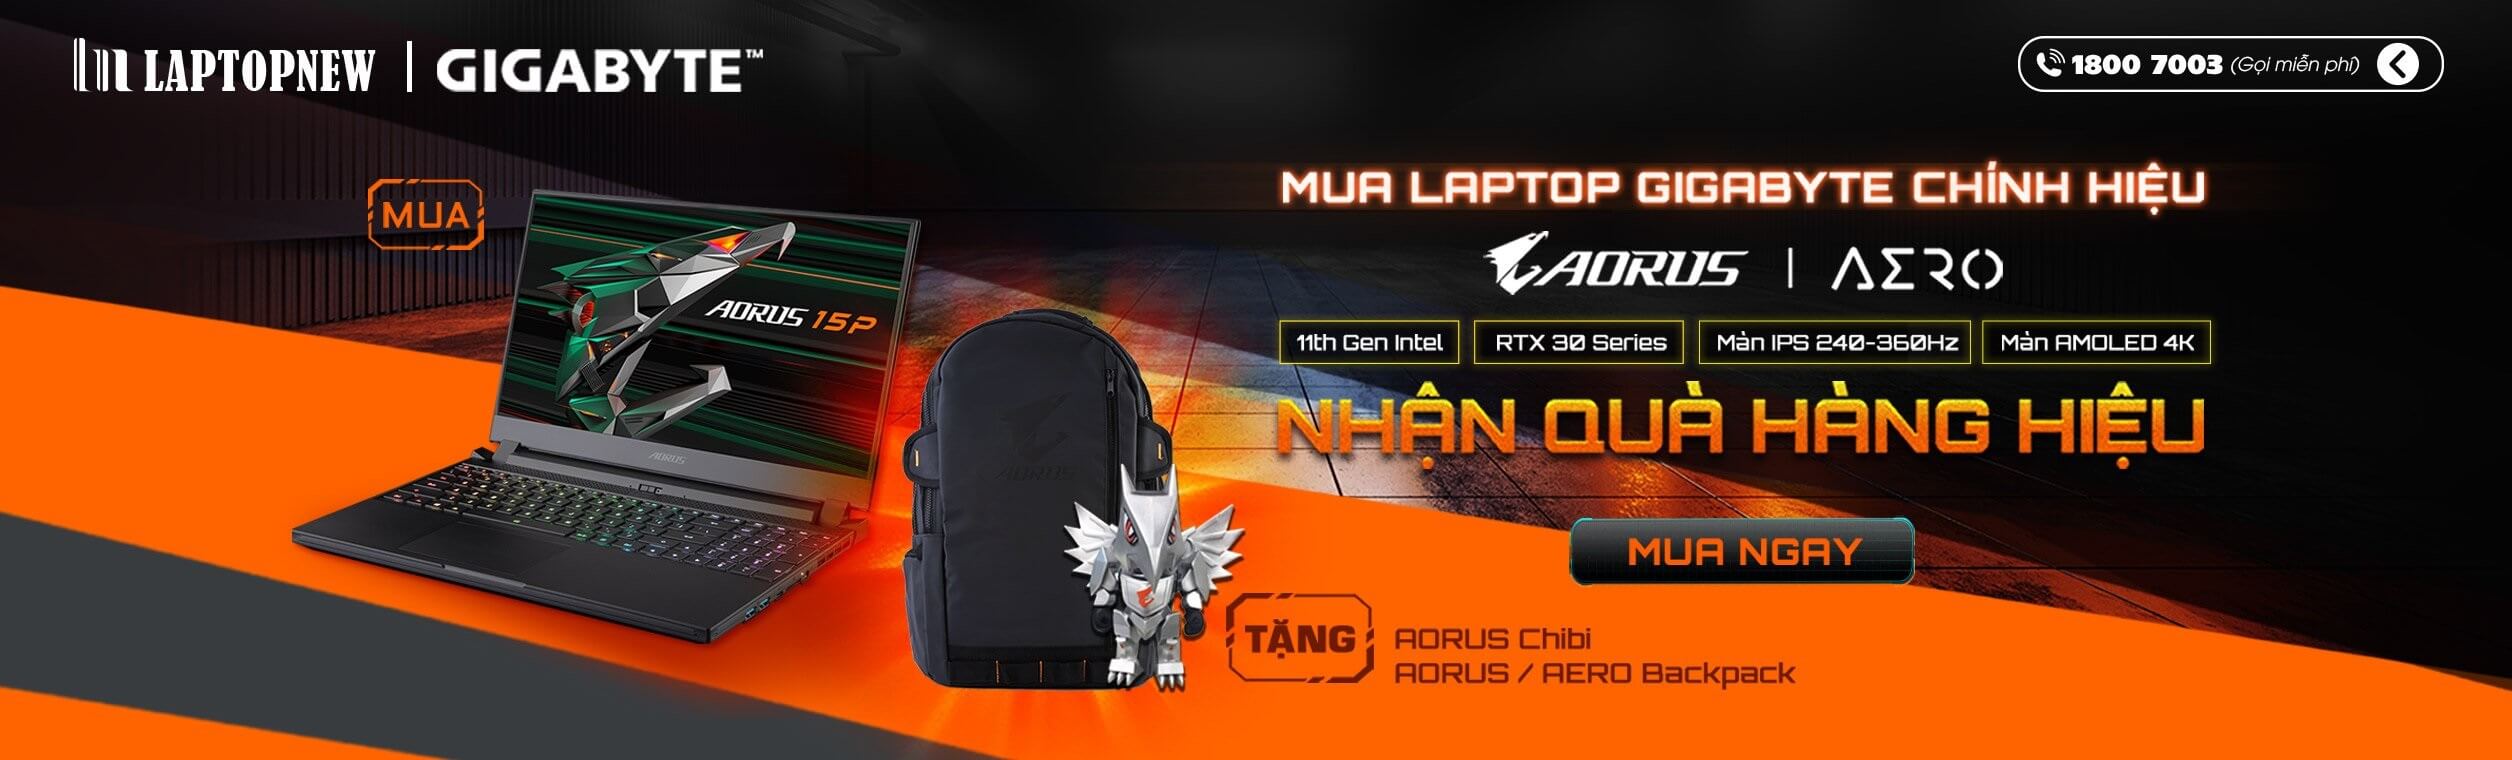 LAPTOPNEW | GIGABYTE™
1800 7003 (Gọi miễn phí)
MUA
AORUS 15P
AORUS
AORUS
MUA LAPTOP GIGABYTE CHÍNH HIỆU
AORUS | AERO
11th Gen Intel
RTX 30 Series
Màn IPS 240-360Hz
Màn AMOLED 4K
NHẬN QUÀ HÀNG HIỆU
MUA NGAY
TẶNG
AORUS Chibi
AORUS / AERO Backpack